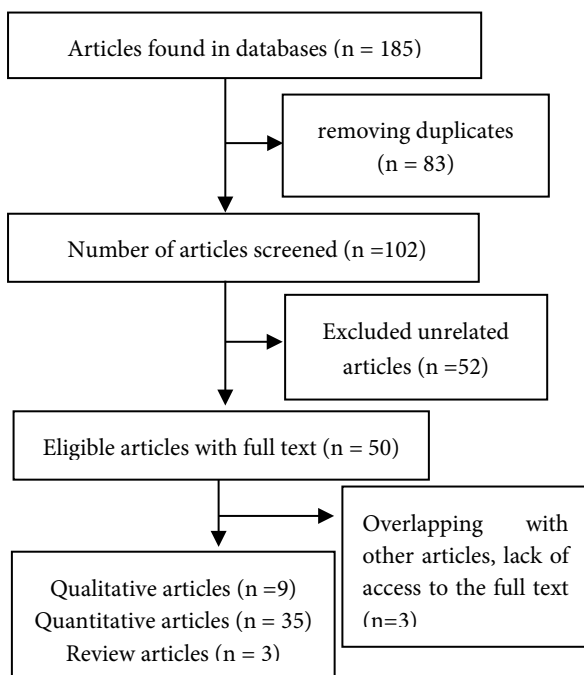 Articles found in databases (n = 185)
removing duplicates
(n = 83)
Number of articles screened (n =102)
Excluded unrelated
articles (n =52)
Eligible articles with full text (n = 50)
Overlapping with
other articles, lack of
access to the full text
(n=3)
Qualitative articles (n =9)
Quantitative articles (n = 35)
Review articles (n = 3)